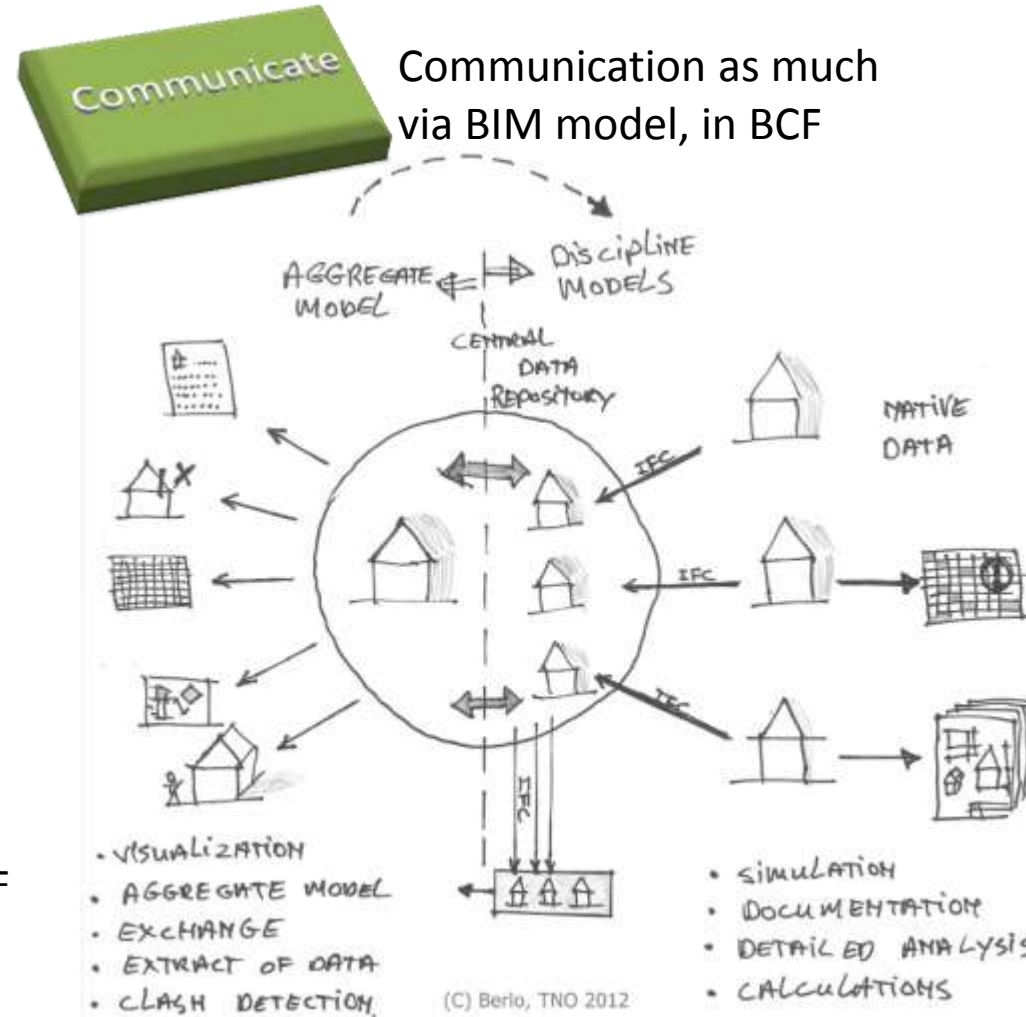 Communicate
Communication as much
via BIM model, in BCF
AGGREGATE
MODEL
DisCipLiNE
MODELS
CENTRAL
DATA
REPOSITORY
NATIVE
DATA
IFC
IFC
IFC
IFC
• VISUALIZATION
• AGGREGATE MODEL
• EXCHANGE
• EXTRACT OF DATA
• CLASH DETECTION
• SIMULATION
• DOCUMENTATION
• DETAILED ANALYSIS
• CALCULATIONS
(C) Berlo, TNO 2012